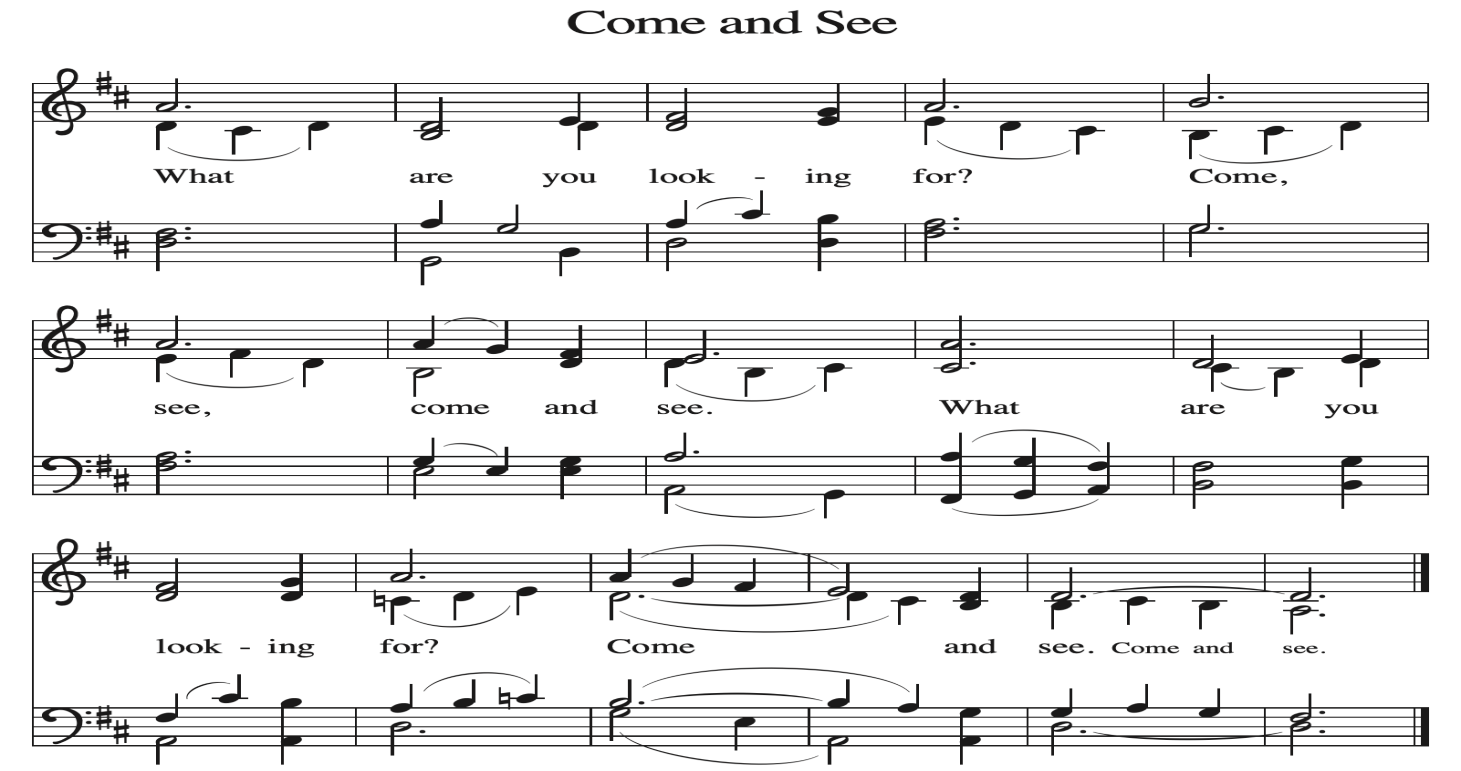 Come and See
What are you look - ing for? Come,
see, come and see. What are you
look - ing for? Come and see. Come and see.